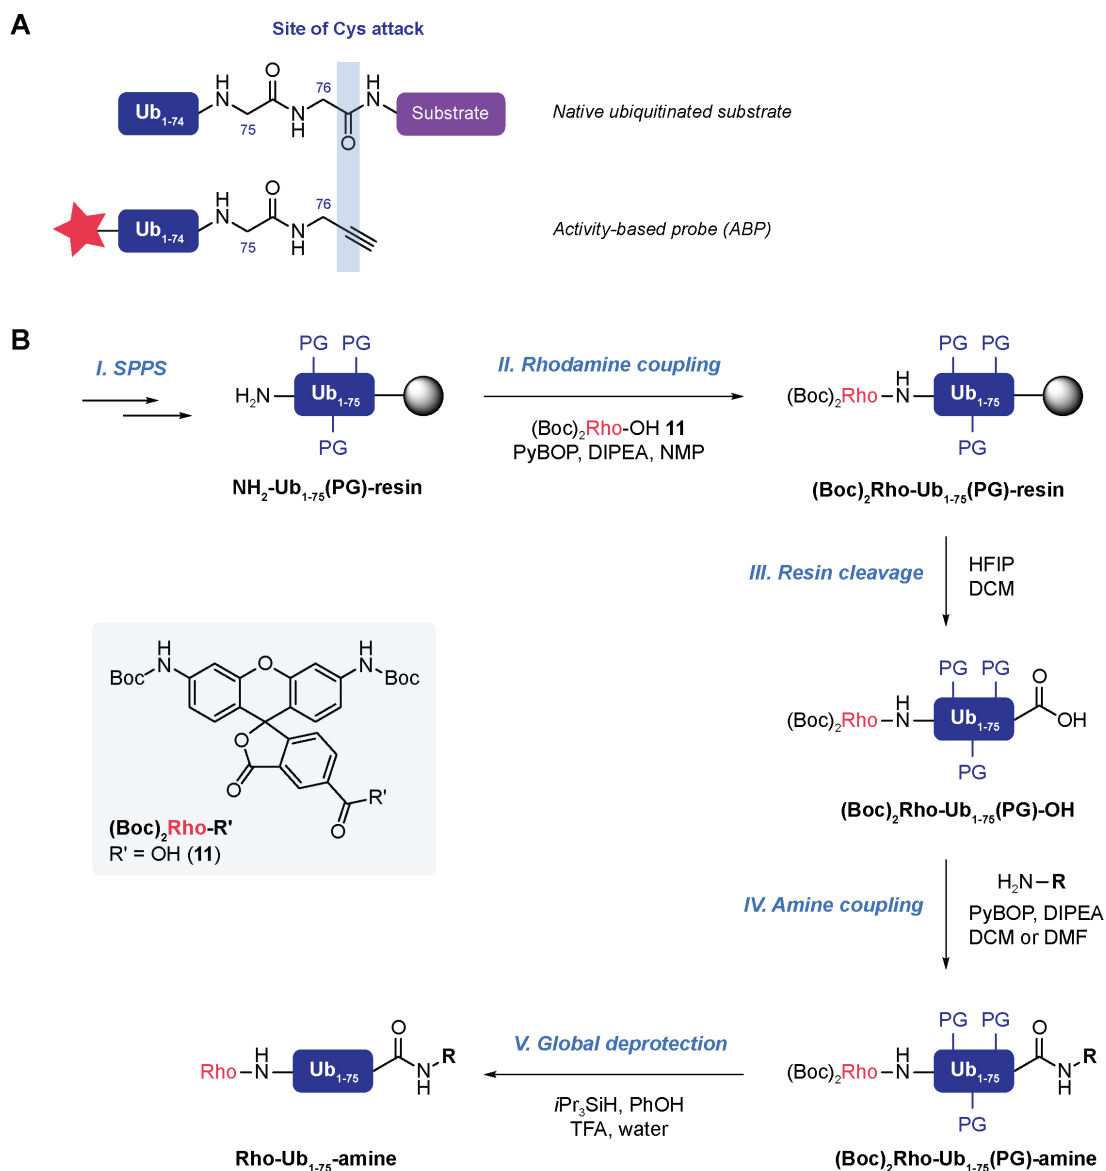 A
Site of Cys attack
Ub1-74
H
N
75
O
N
H
76
O
H
N
Substrate
Native ubiquitinated substrate
Ub1-74
H
N
75
O
N
H
76
Activity-based probe (ABP)
B
I. SPPS
H2N
PG
PG
Ub1-75
PG
NH2-Ub1-75(PG)-resin
II. Rhodamine coupling
(Boc)2Rho-OH 11
PyBOP, DIPEA, NMP
(Boc)2Rho
H
N
PG
PG
Ub1-75
PG
(Boc)2Rho-Ub1-75(PG)-resin
III. Resin cleavage
HFIP
DCM
Boc
H
N
O
H
N
Boc
O
O
R'
O
(Boc)2Rho-R'
R' = OH (11)
(Boc)2Rho
H
N
PG
PG
Ub1-75
PG
O
OH
(Boc)2Rho-Ub1-75(PG)-OH
IV. Amine coupling
H2N–R
PyBOP, DIPEA
DCM or DMF
(Boc)2Rho
H
N
PG
PG
Ub1-75
PG
O
N
H
R
(Boc)2Rho-Ub1-75(PG)-amine
V. Global deprotection
iPr3SiH, PhOH
TFA, water
Rho
H
N
Ub1-75
O
N
H
R
Rho-Ub1-75-amine